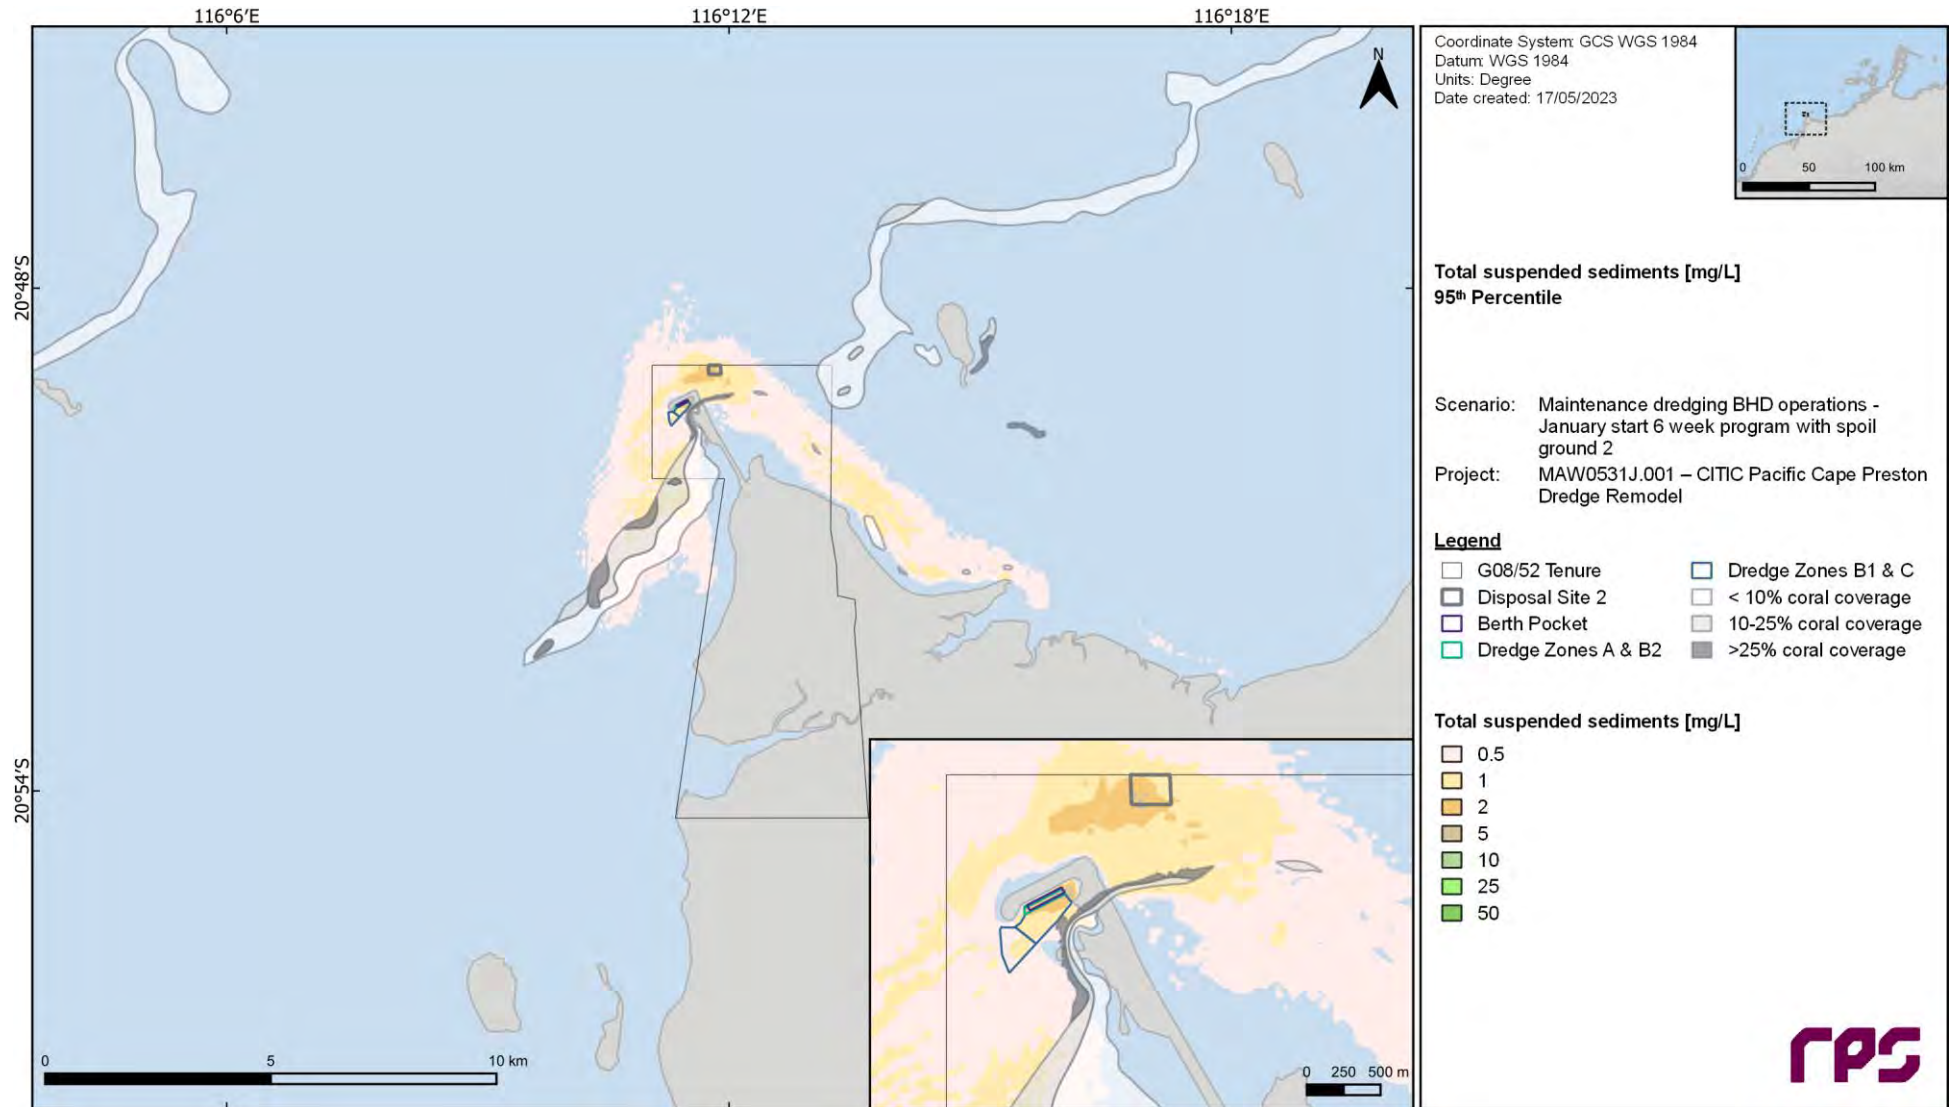 116°6′E
116°12′E
116°18′E
20°48′S
20°54′S
N
0 5 10 km
0 250 500 m
Coordinate System: GCS WGS 1984
Datum: WGS 1984
Units: Degree
Date created: 17/05/2023
0 50 100 km
Total suspended sediments [mg/L]
95th Percentile
Scenario: Maintenance dredging BHD operations -
January start 6 week program with spoil
ground 2
Project: MAW0531J.001 – CITIC Pacific Cape Preston
Dredge Remodel
Legend
G08/52 Tenure
Disposal Site 2
Berth Pocket
Dredge Zones A & B2
Dredge Zones B1 & C
< 10% coral coverage
10-25% coral coverage
>25% coral coverage
Total suspended sediments [mg/L]
0.5
1
2
5
10
25
50
rps